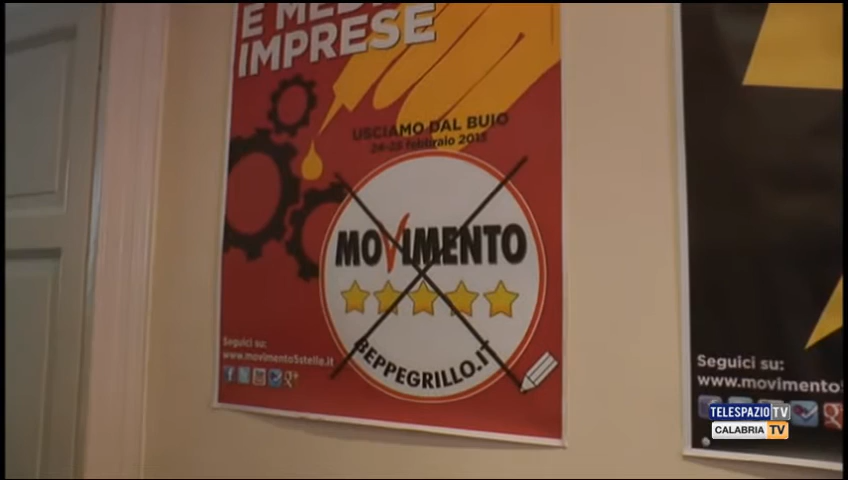 IMPRESE
USCIAMO DAL BUIO
24-25 febbraio 2013
MOVIMENTO
BEPPEGRILLO.IT
Seguici su:
www.movimento5stelle.it
Seguici su:
www.movimento5
TELESPAZIO TV
CALABRIA TV